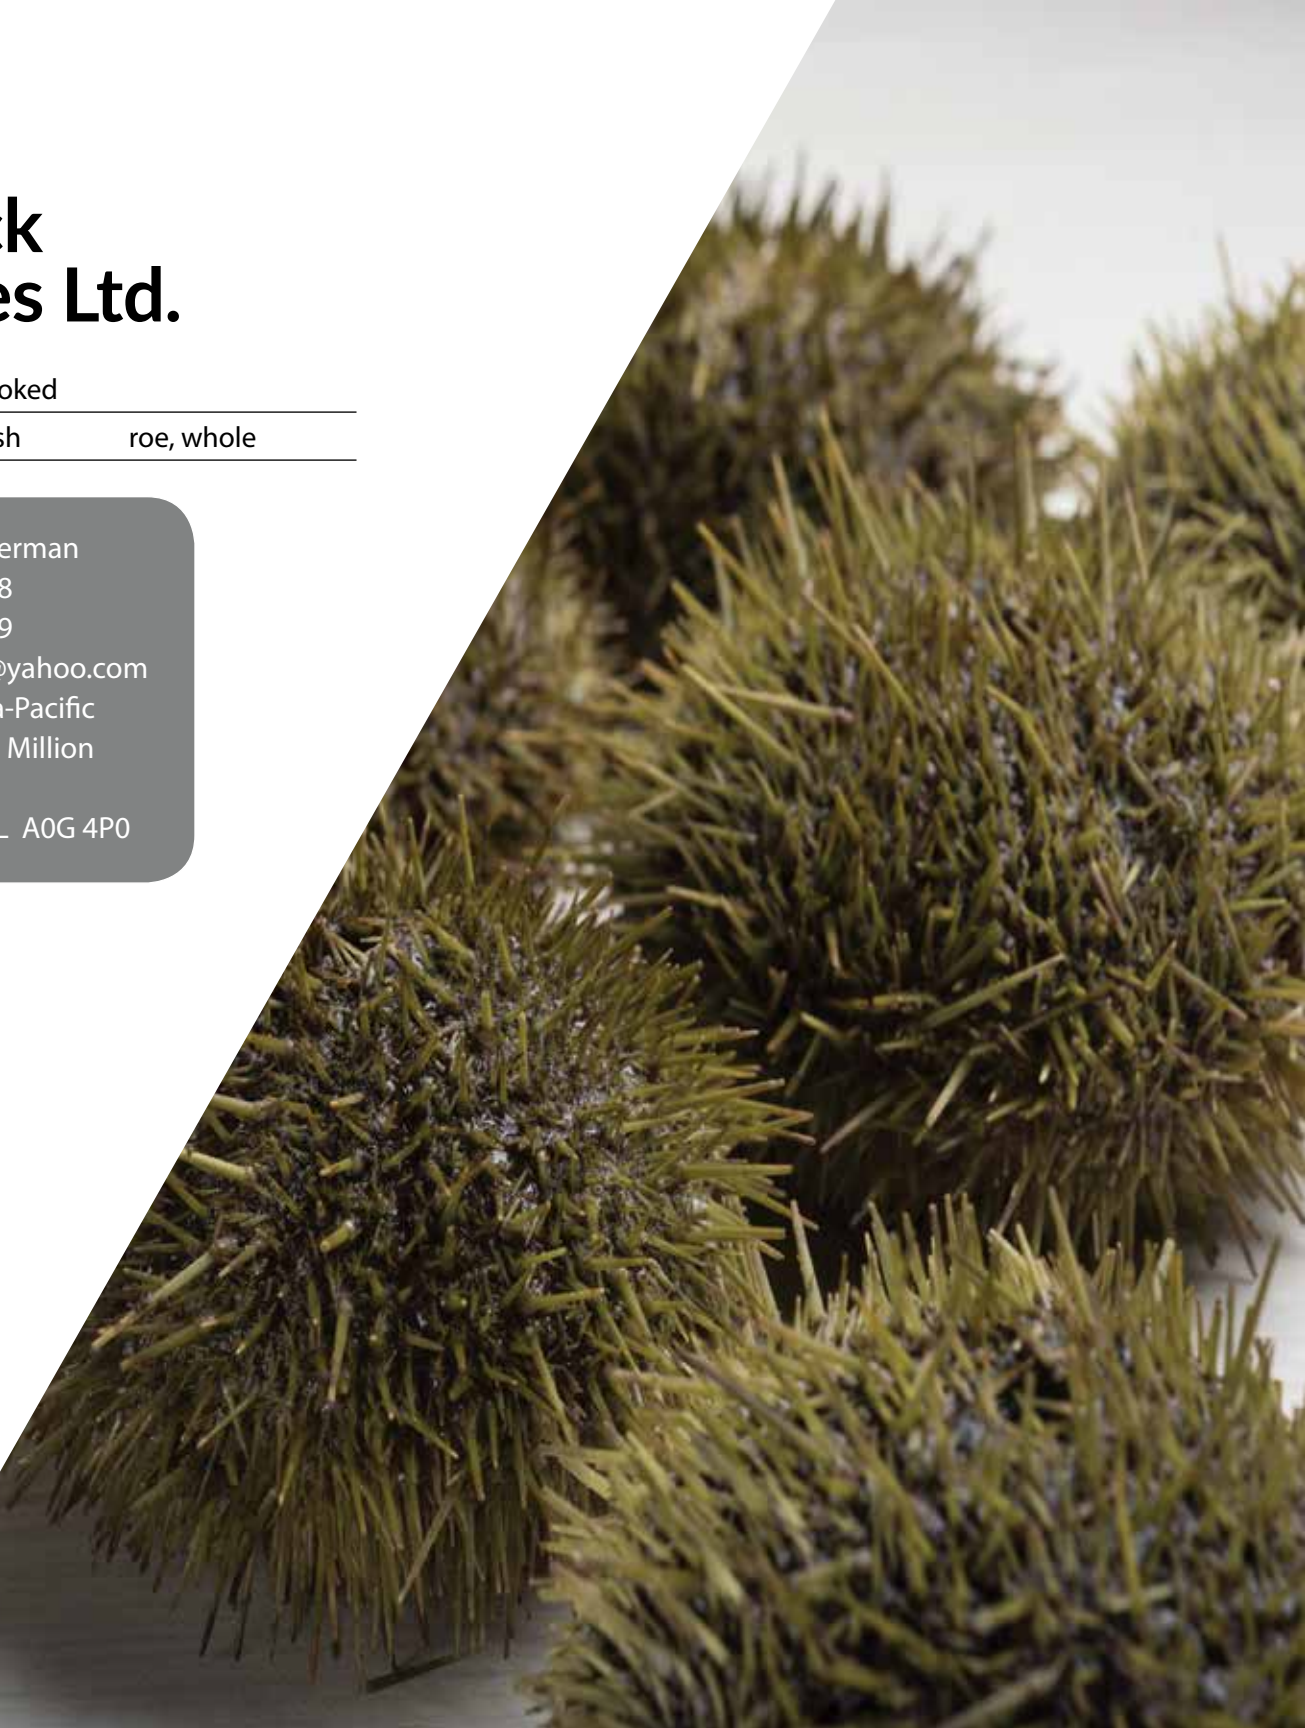 ck
es Ltd.
oked
sh roe, whole
erman
8
9
@yahoo.com
a-Pacific
Million
L A0G 4P0